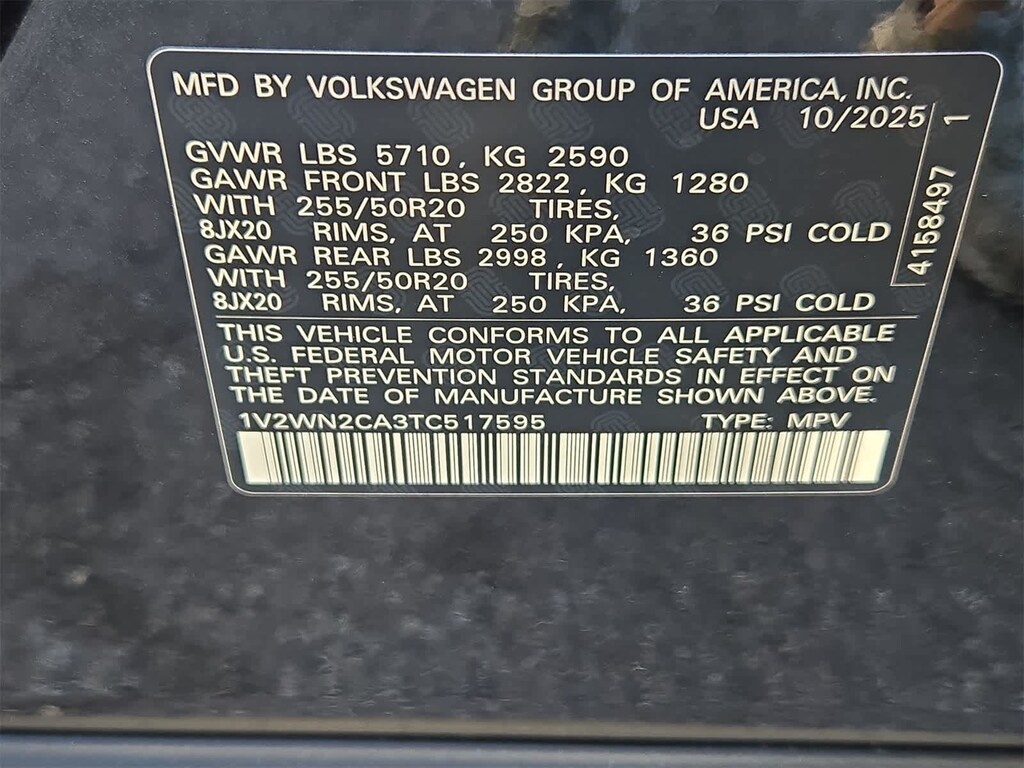 MFD BY VOLKSWAGEN GROUP OF AMERICA, INC.
USA 10/2025
GVWR LBS 5710, KG 2590
GAWR FRONT LBS 2822, KG 1280
WITH 255/50R20 TIRES,
8JX20 RIMS, AT 250 KPA, 36 PSI COLD
GAWR REAR LBS 2998, KG 1360
WITH 255/50R20 TIRES,
8JX20 RIMS, AT 250 KPA, 36 PSI COLD
THIS VEHICLE CONFORMS TO ALL APPLICABLE
U.S. FEDERAL MOTOR VEHICLE SAFETY AND
THEFT PREVENTION STANDARDS IN EFFECT ON
THE DATE OF MANUFACTURE SHOWN ABOVE.
1V2WN2CA3TC517595 TYPE: MPV
4158497 1